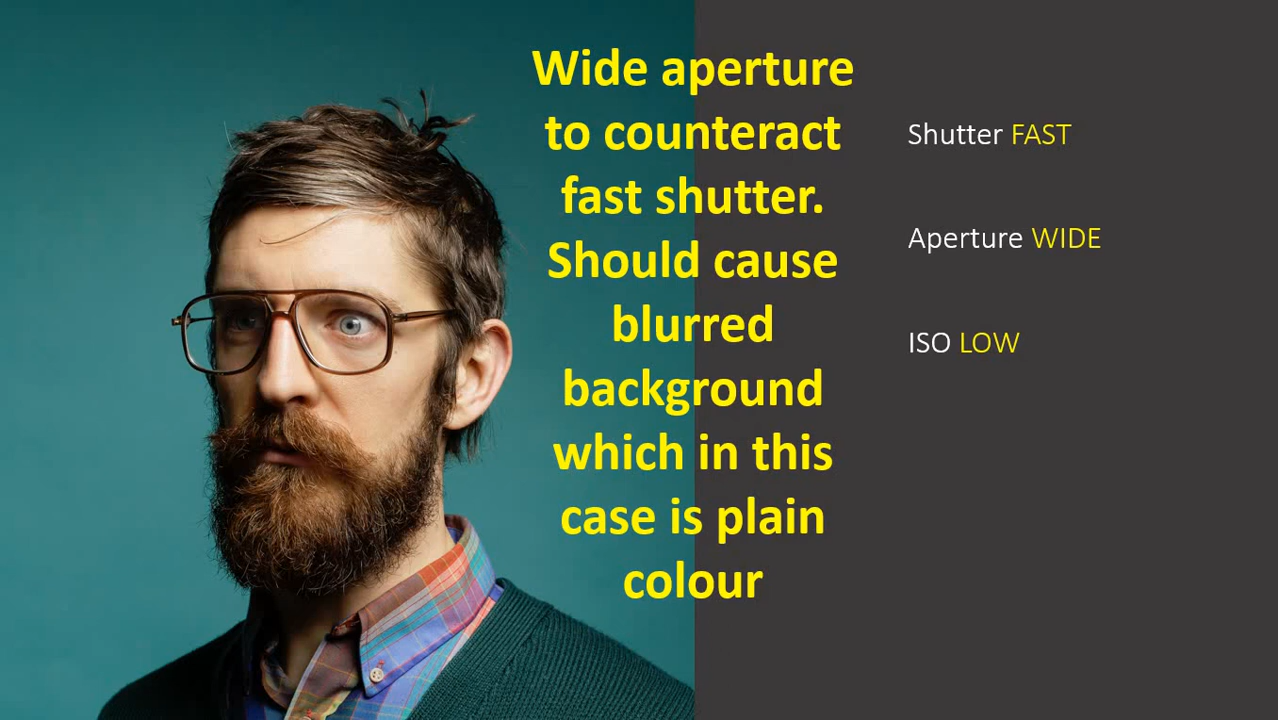 Wide aperture
to counteract
fast shutter.
Should cause
blurred
background
which in this
case is plain
colour
Shutter FAST
Aperture WIDE
ISO LOW